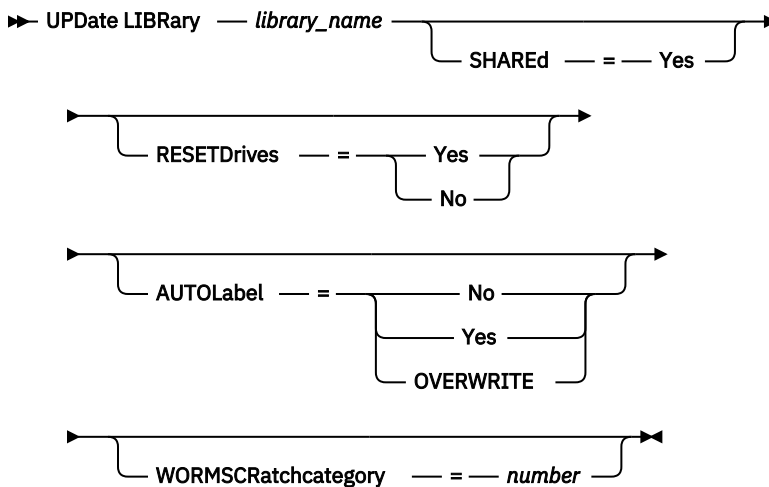 UPDate LIBRary library_name
SHAREd = Yes
RESETDrives = Yes
No
AUTOLabel = No
Yes
OVERWRITE
WORMSCRatchcategory = number